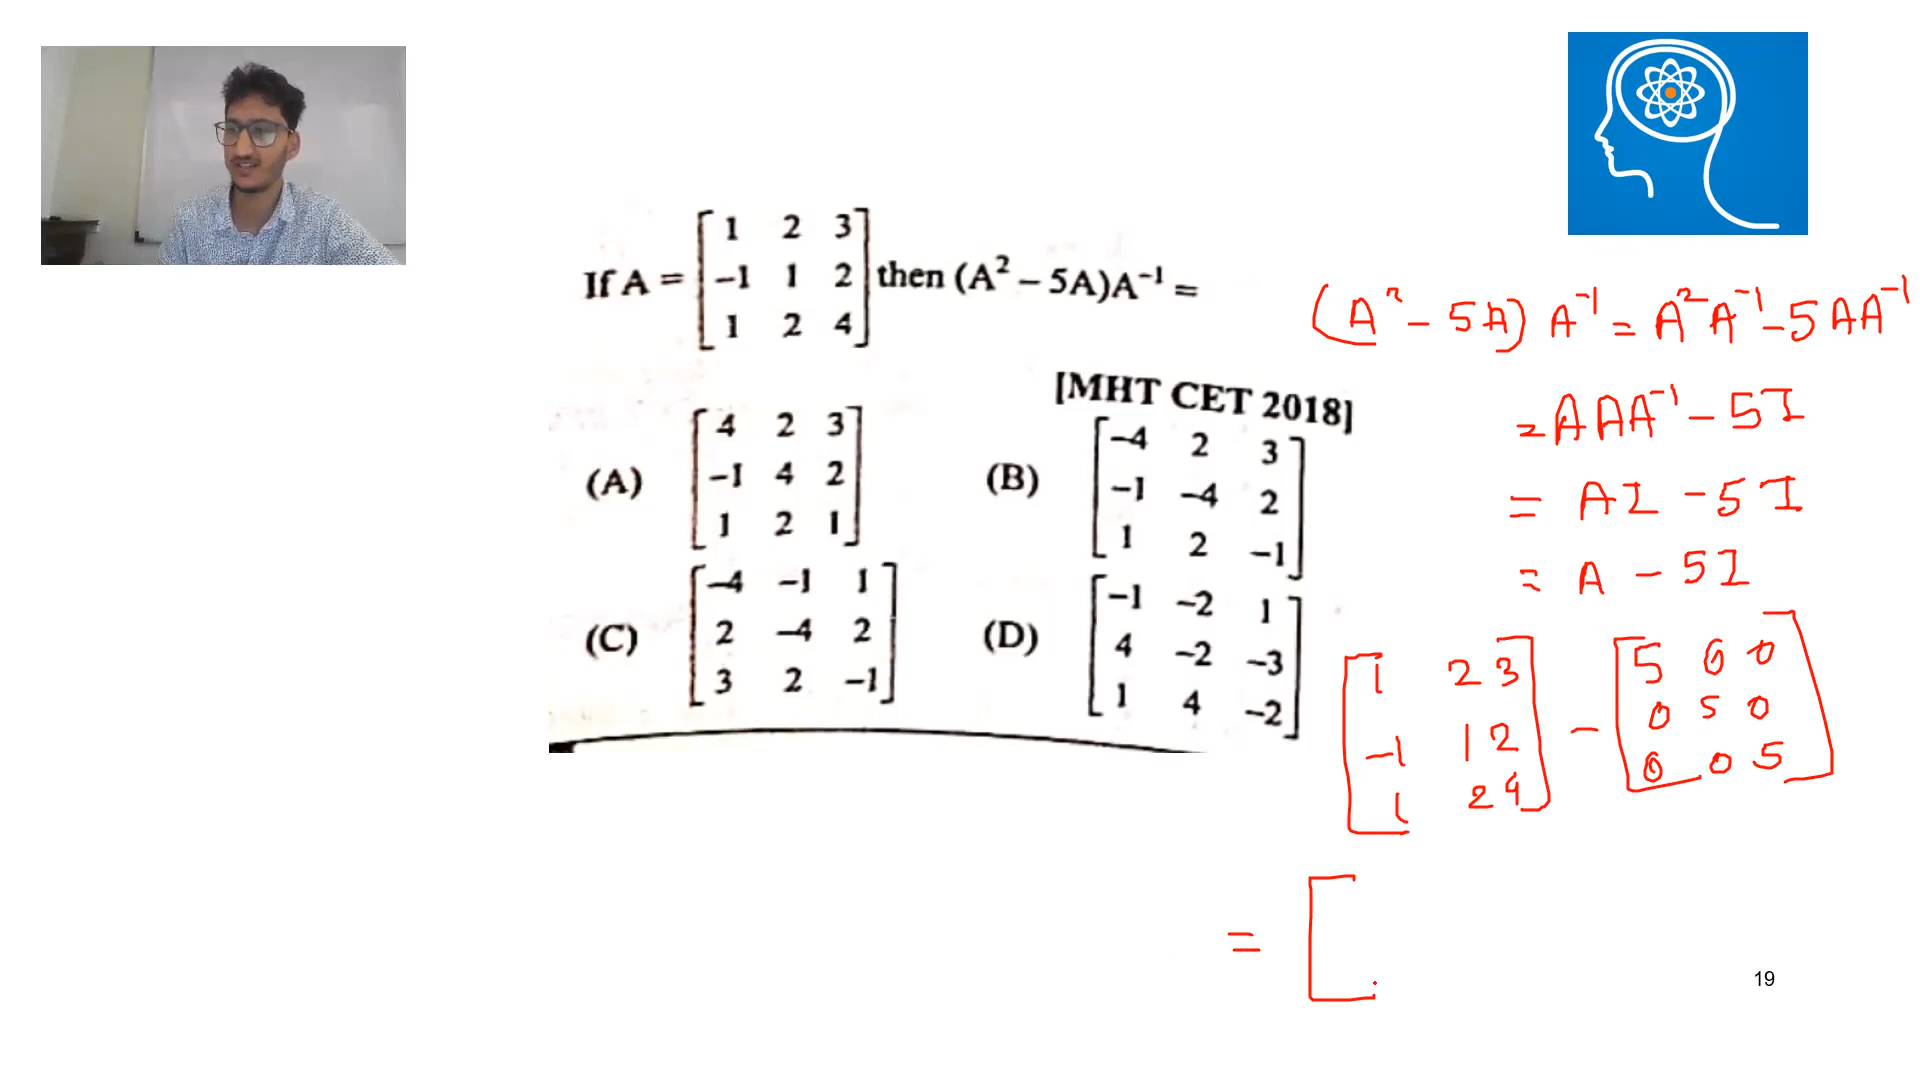 If A = [1 2 3
-1 1 2
1 2 4] then (A² – 5A)A⁻¹ =
[MHT CET 2018]
(A) [4 2 3
-1 4 2
1 2 1]
(B) [-4 2 3
-1 -4 2
1 2 -1]
(C) [-4 -1 1
2 -4 2
3 2 -1]
(D) [-1 -2 1
4 -2 -3
1 4 -2]
(A² - 5A) A⁻¹ = A²A⁻¹ - 5AA⁻¹
= AAA⁻¹ - 5I
= AI - 5I
= A - 5I
[1 2 3
-1 1 2
1 2 4] - [5 0 0
0 5 0
0 0 5]
= [
19